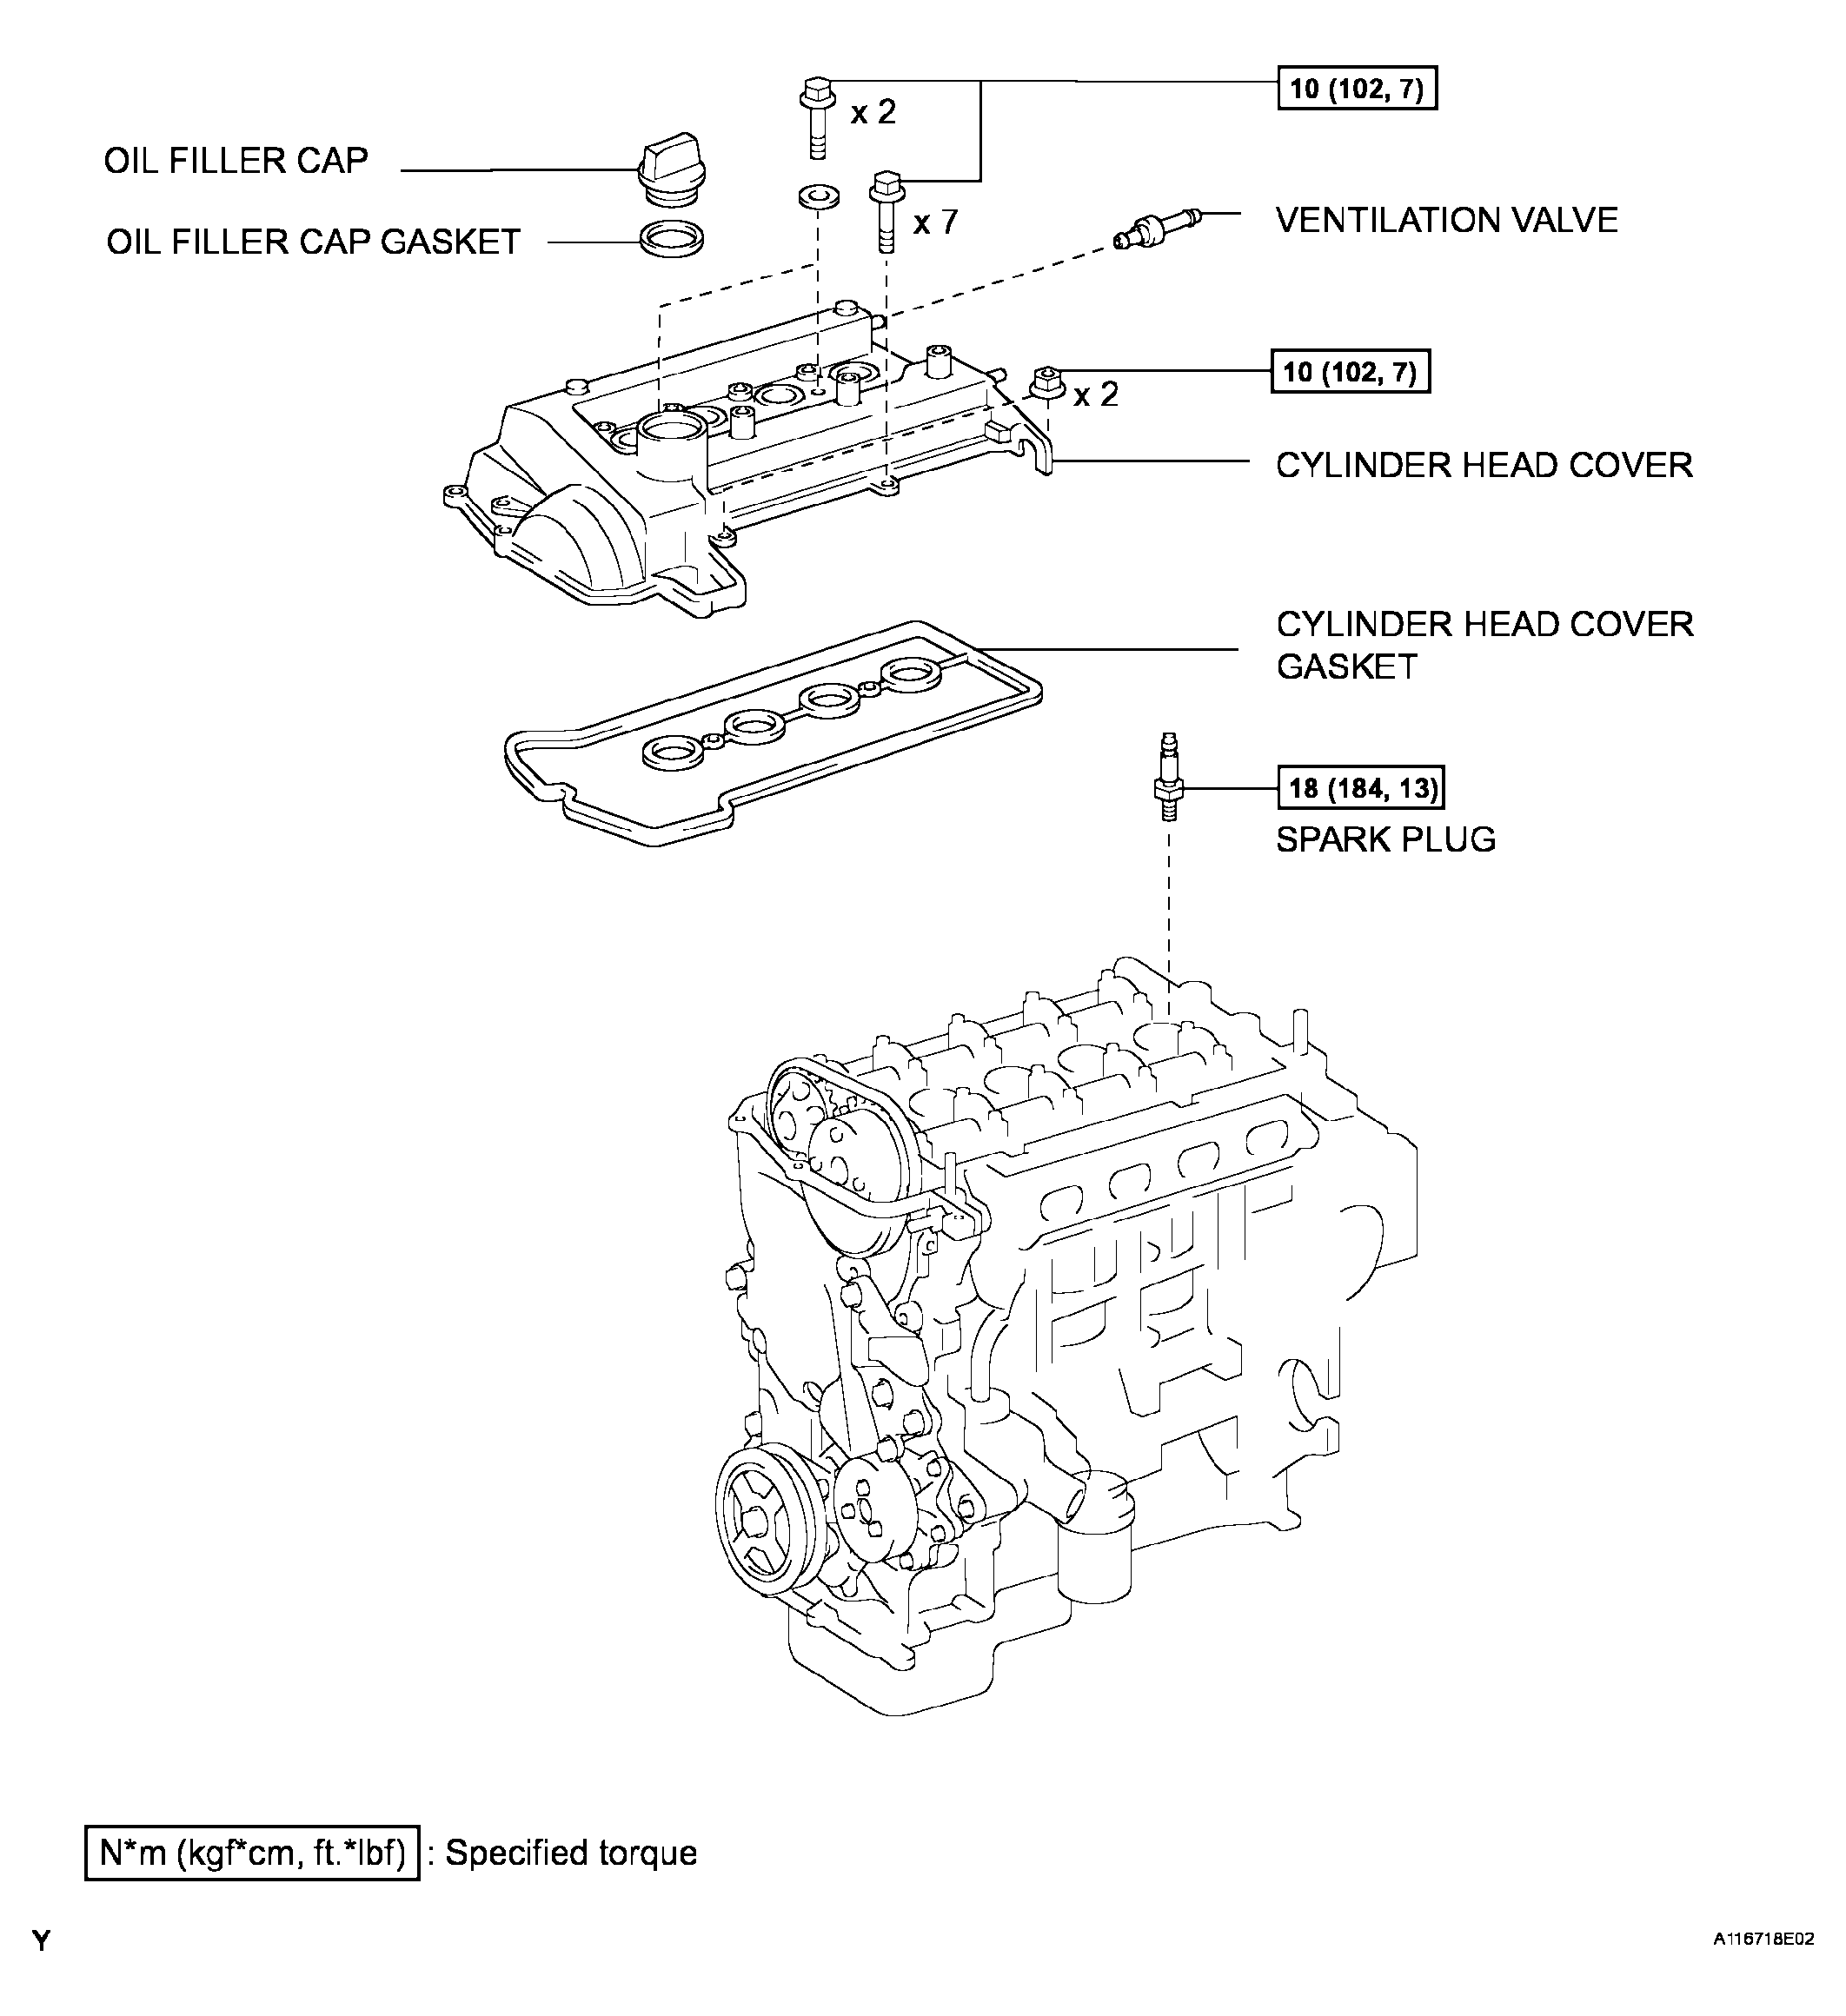 10 (102, 7)
x 2
OIL FILLER CAP
x 7
VENTILATION VALVE
OIL FILLER CAP GASKET
10 (102, 7)
x 2
CYLINDER HEAD COVER
CYLINDER HEAD COVER
GASKET
18 (184, 13)
SPARK PLUG
N*m (kgf*cm, ft.*lbf) : Specified torque
Y
A116718E02